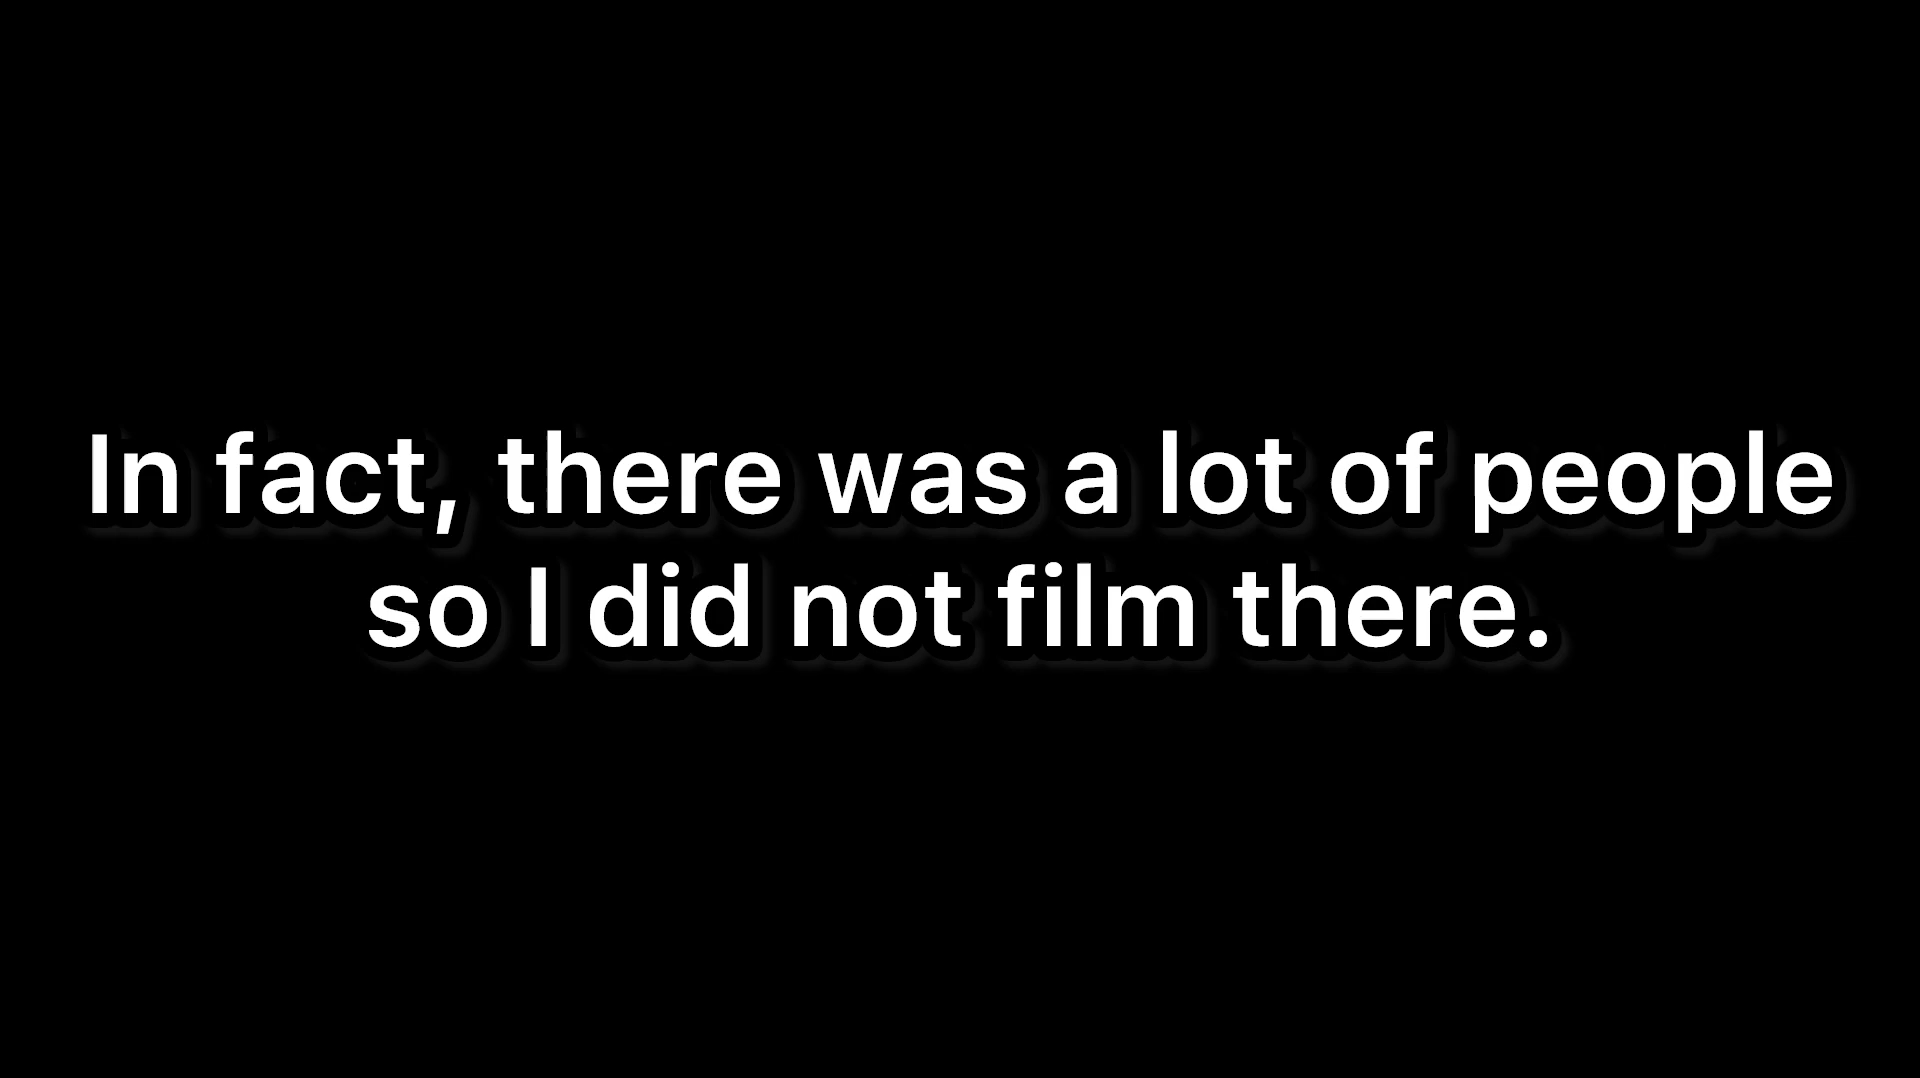 In fact, there was a lot of people
so I did not film there.